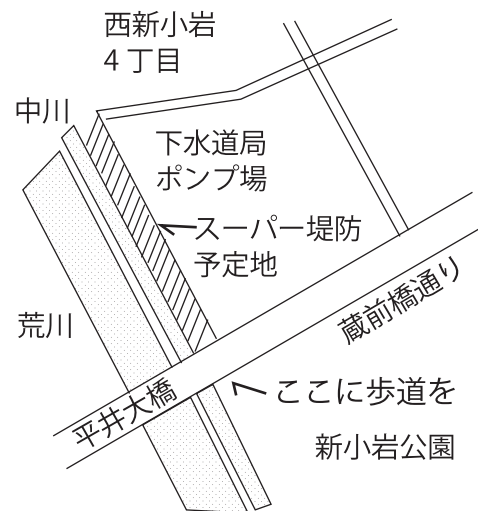 西新小岩
4丁目
中川
下水道局
ポンプ場
スーパー堤防
予定地
荒川
蔵前橋通り
平井大橋
ここに歩道を
新小岩公園